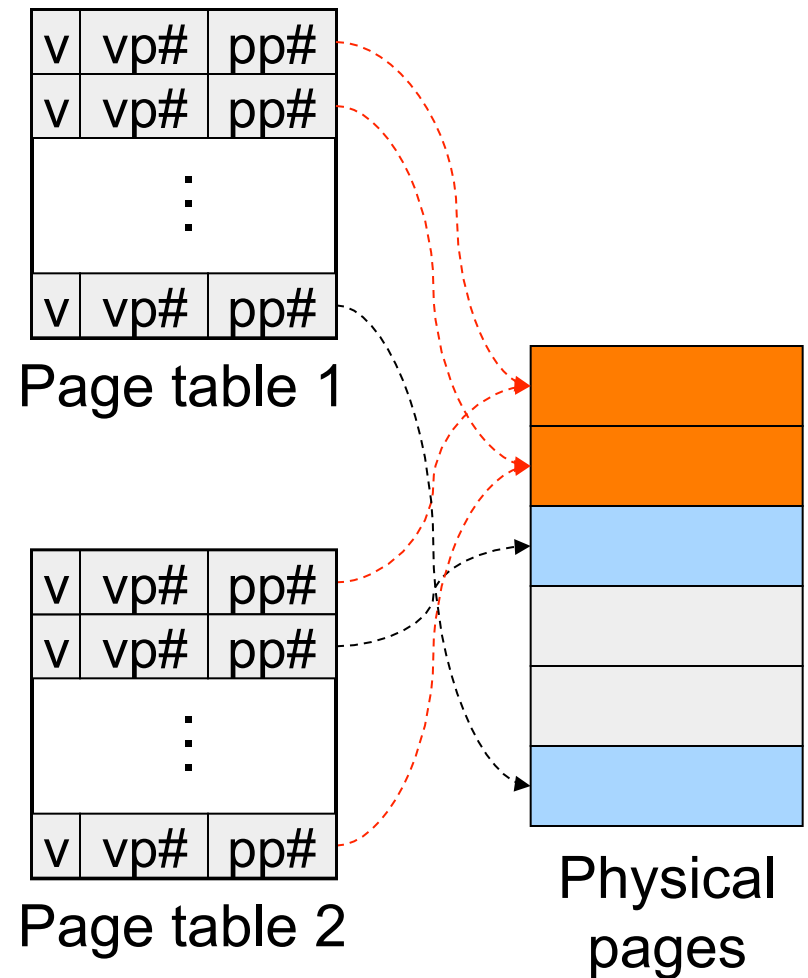 v vp# pp#
v vp# pp#
v vp# pp#
Page table 1
v vp# pp#
v vp# pp#
v vp# pp#
Page table 2
Physical
pages